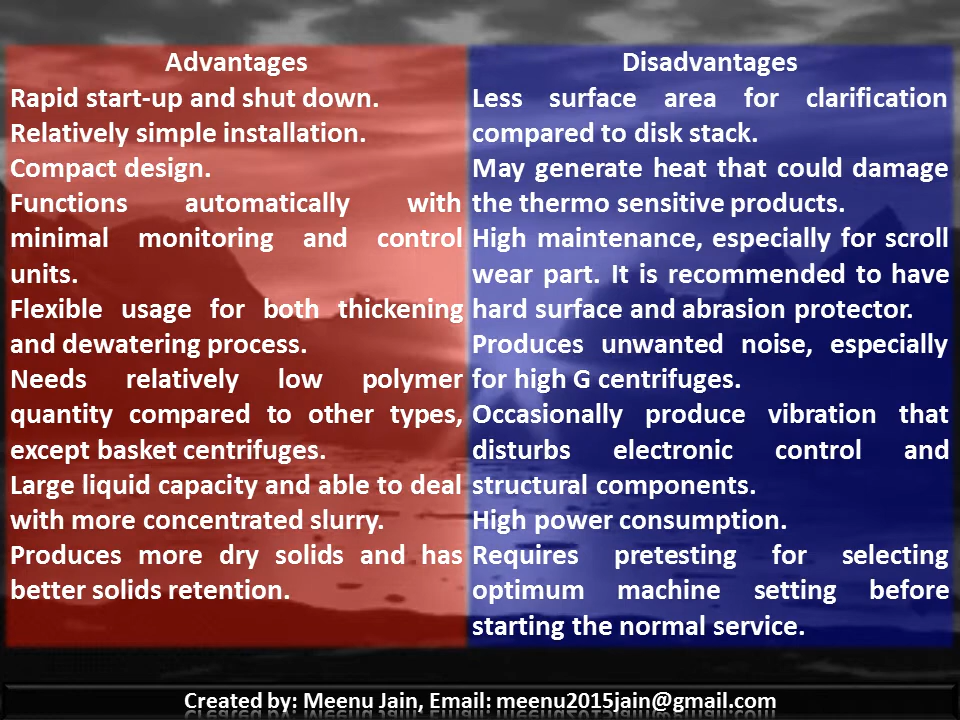 Advantages
Rapid start-up and shut down.
Relatively simple installation.
Compact design.
Functions automatically with
minimal monitoring and control
units.
Flexible usage for both thickening
and dewatering process.
Needs relatively low polymer
quantity compared to other types,
except basket centrifuges.
Large liquid capacity and able to deal
with more concentrated slurry.
Produces more dry solids and has
better solids retention.
Disadvantages
Less surface area for clarification
compared to disk stack.
May generate heat that could damage
the thermo sensitive products.
High maintenance, especially for scroll
wear part. It is recommended to have
hard surface and abrasion protector.
Produces unwanted noise, especially
for high G centrifuges.
Occasionally produce vibration that
disturbs electronic control and
structural components.
High power consumption.
Requires pretesting for selecting
optimum machine setting before
starting the normal service.
Created by: Meenu Jain, Email: meenu2015jain@gmail.com